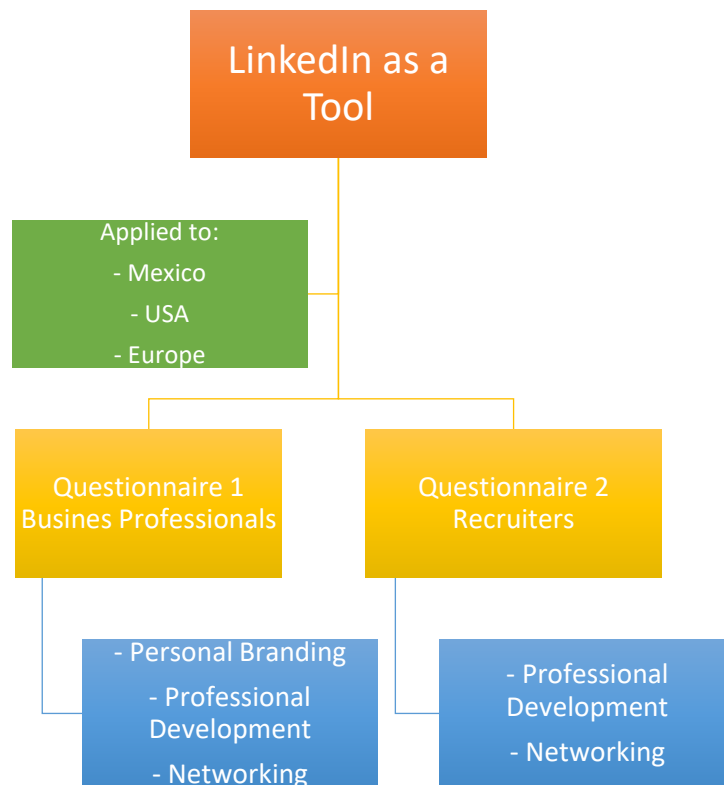 LinkedIn as a
Tool
Applied to:
- Mexico
- USA
- Europe
Questionnaire 1
Busines Professionals
Questionnaire 2
Recruiters
- Personal Branding
- Professional
Development
- Networking
- Professional
Development
- Networking